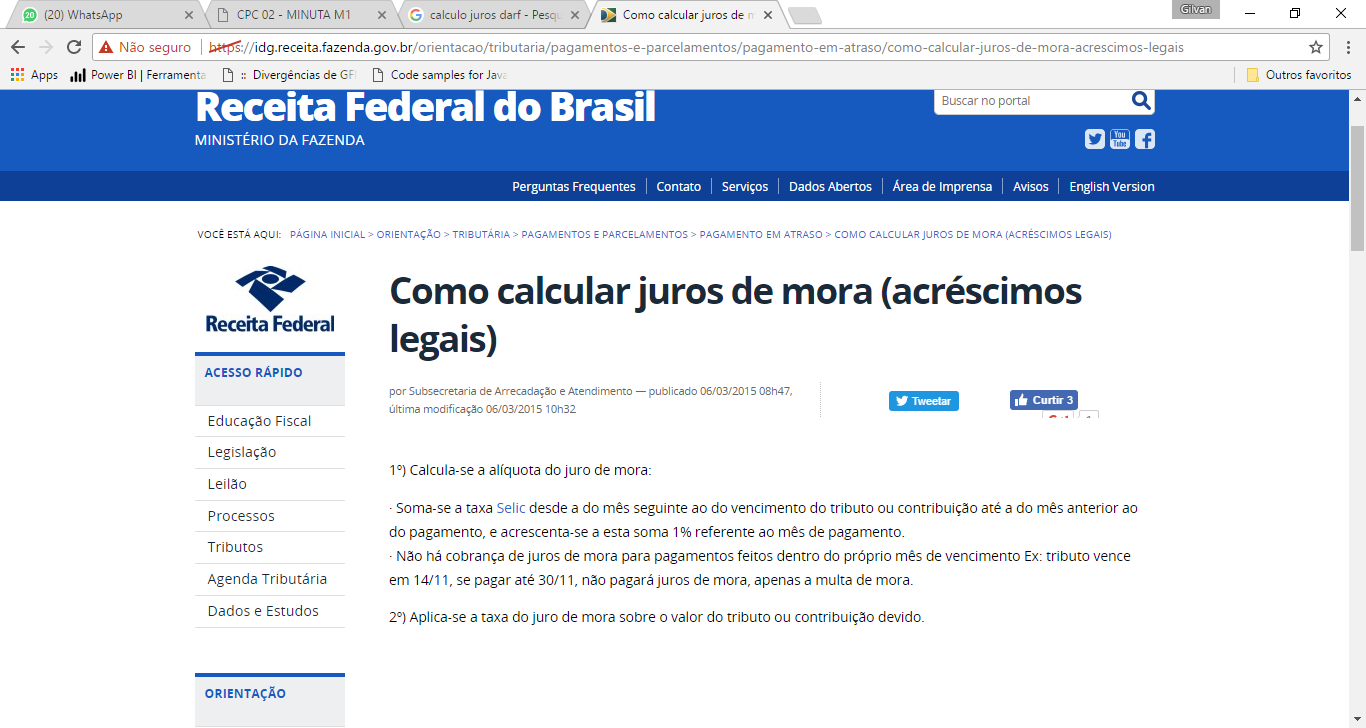 (20) WhatsApp
CPC 02 - MINUTA M1
calculo juros darf - Pesqu
Como calcular juros de m
Gilvan
Não seguro
https://idg.receita.fazenda.gov.br/orientacao/tributaria/pagamentos-e-parcelamentos/pagamento-em-atraso/como-calcular-juros-de-mora-acrescimos-legais
Apps
Power BI | Ferramenta
:: Divergências de GF
Code samples for Java
Outros favoritos
Receita Federal do Brasil
MINISTÉRIO DA FAZENDA
Buscar no portal
Perguntas Frequentes
Contato
Serviços
Dados Abertos
Área de Imprensa
Avisos
English Version
VOCÊ ESTÁ AQUI: PÁGINA INICIAL > ORIENTAÇÃO > TRIBUTÁRIA > PAGAMENTOS E PARCELAMENTOS > PAGAMENTO EM ATRASO > COMO CALCULAR JUROS DE MORA (ACRÉSCIMOS LEGAIS)
Receita Federal
ACESSO RÁPIDO
Educação Fiscal
Legislação
Leilão
Processos
Tributos
Agenda Tributária
Dados e Estudos
ORIENTAÇÃO
Como calcular juros de mora (acréscimos
legais)
por Subsecretaria de Arrecadação e Atendimento — publicado 06/03/2015 08h47,
última modificação 06/03/2015 10h32
Tweetar
Curtir 3
1º) Calcula-se a alíquota do juro de mora:
· Soma-se a taxa Selic desde a do mês seguinte ao do vencimento do tributo ou contribuição até a do mês anterior ao
do pagamento, e acrescenta-se a esta soma 1% referente ao mês de pagamento.
· Não há cobrança de juros de mora para pagamentos feitos dentro do próprio mês de vencimento Ex: tributo vence
em 14/11, se pagar até 30/11, não pagará juros de mora, apenas a multa de mora.
2º) Aplica-se a taxa do juro de mora sobre o valor do tributo ou contribuição devido.